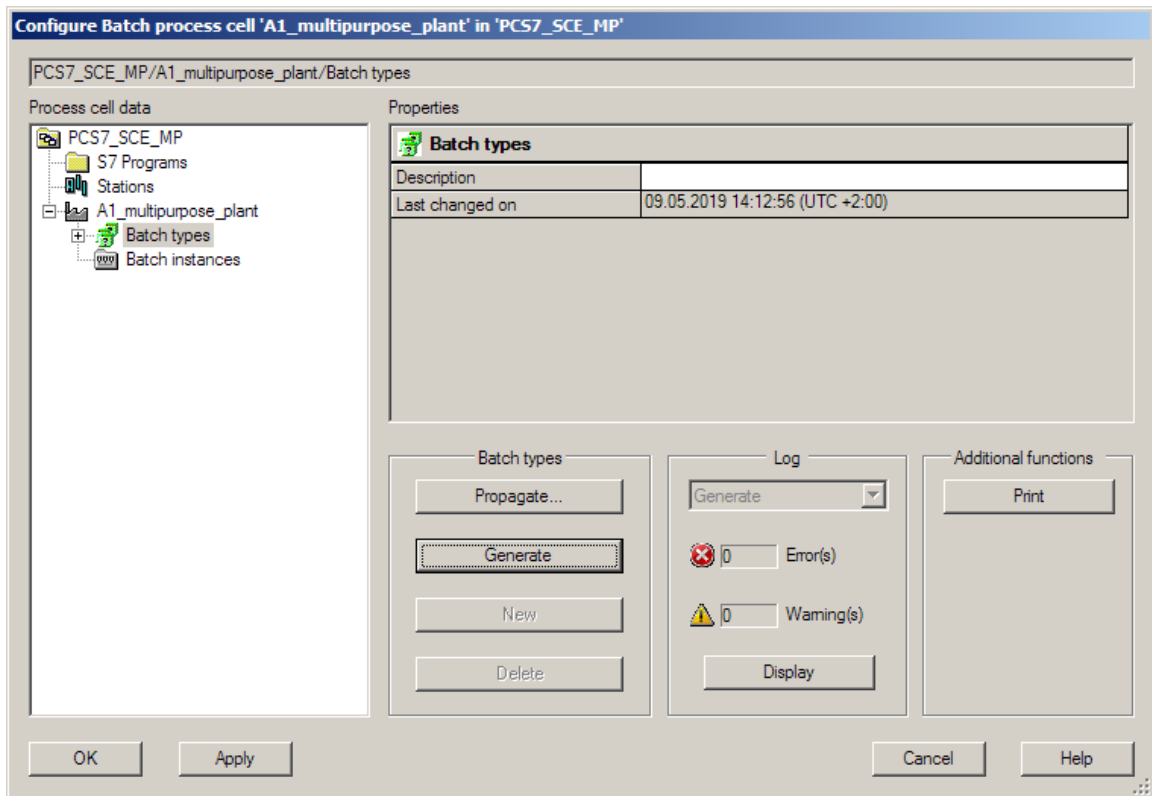 Configure Batch process cell 'A1_multipurpose_plant' in 'PCS7_SCE_MP'
PCS7_SCE_MP/A1_multipurpose_plant/Batch types
Process cell data
PCS7_SCE_MP
S7 Programs
Stations
A1_multipurpose_plant
Batch types
Batch instances
Properties
Batch types
Description
Last changed on 09.05.2019 14:12:56 (UTC +2:00)
Batch types
Propagate...
Generate
New
Delete
Log
Generate
0 Error(s)
0 Warning(s)
Display
Additional functions
Print
OK Apply Cancel Help